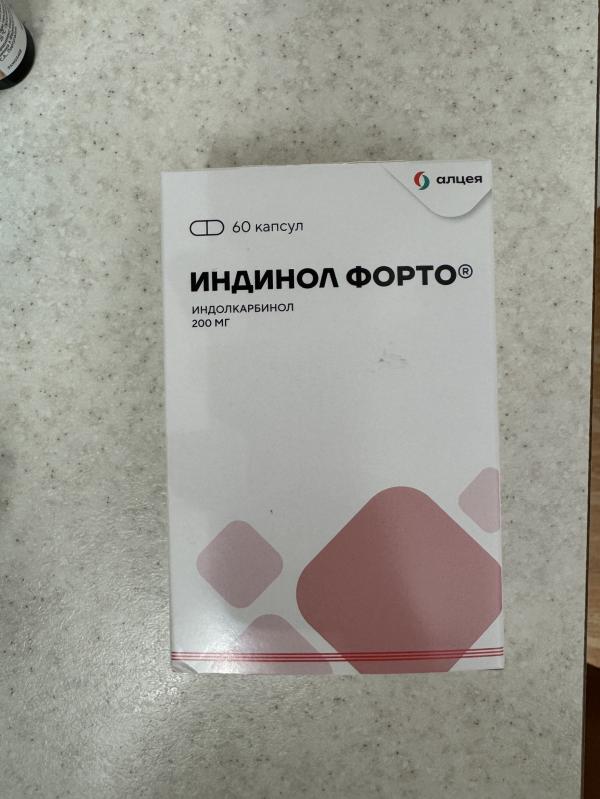 алцея
60 капсул
ИНДИНОЛ ФОРТО®
ИНДОЛКАРБИНОЛ
200 МГ